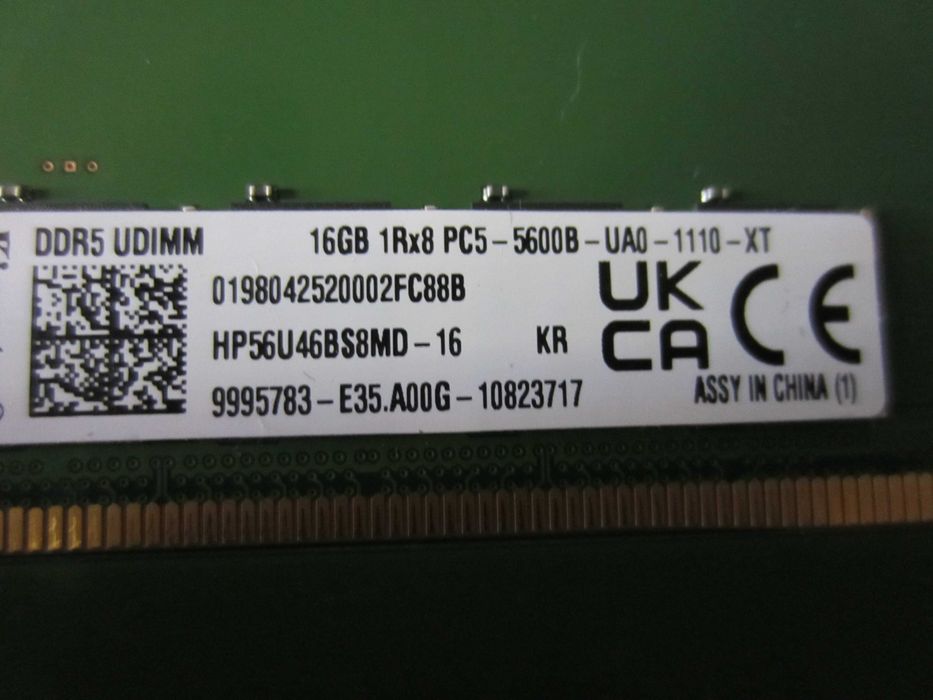 DDR5 UDIMM 16GB 1Rx8 PC5-5600B-UA0-1110-XT
0198042520002FC88B
HP56U46BS8MD-16 KR
UK
CA
CE
9995783-E35.A00G-10823717
ASSY IN CHINA (1)